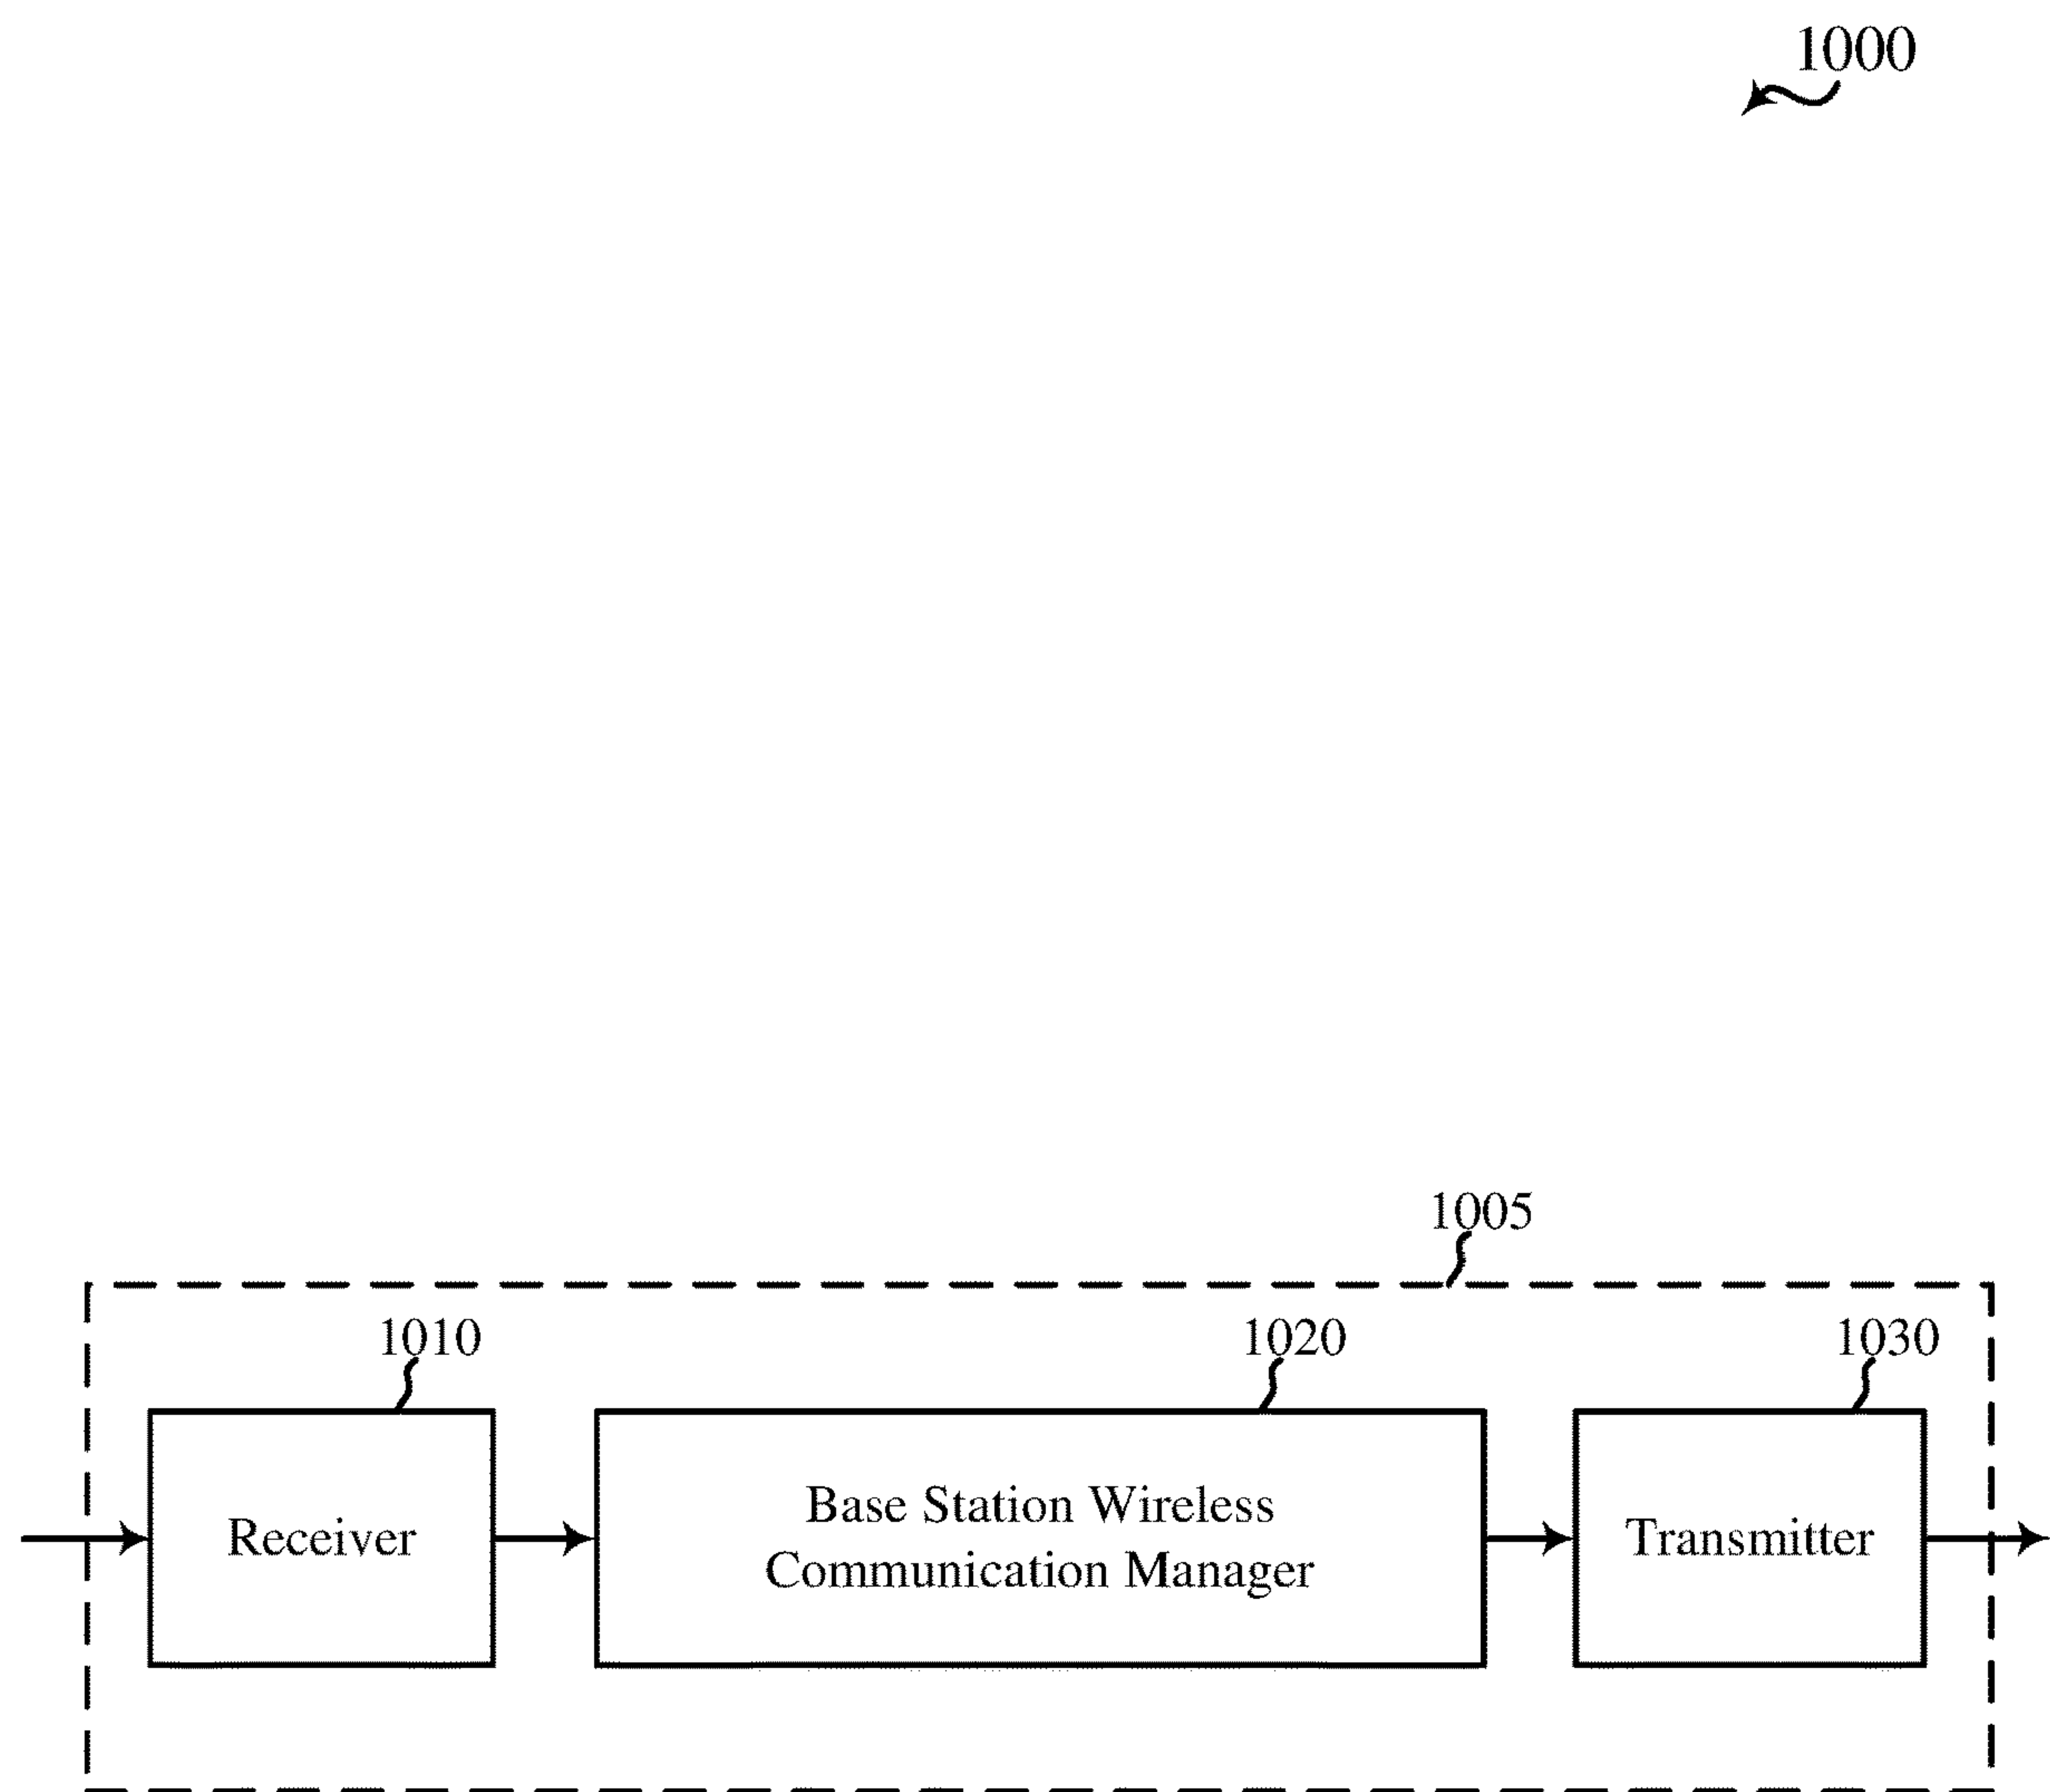 1000
1005
1010
1020
1030
Receiver
Base Station Wireless
Communication Manager
Transmitter